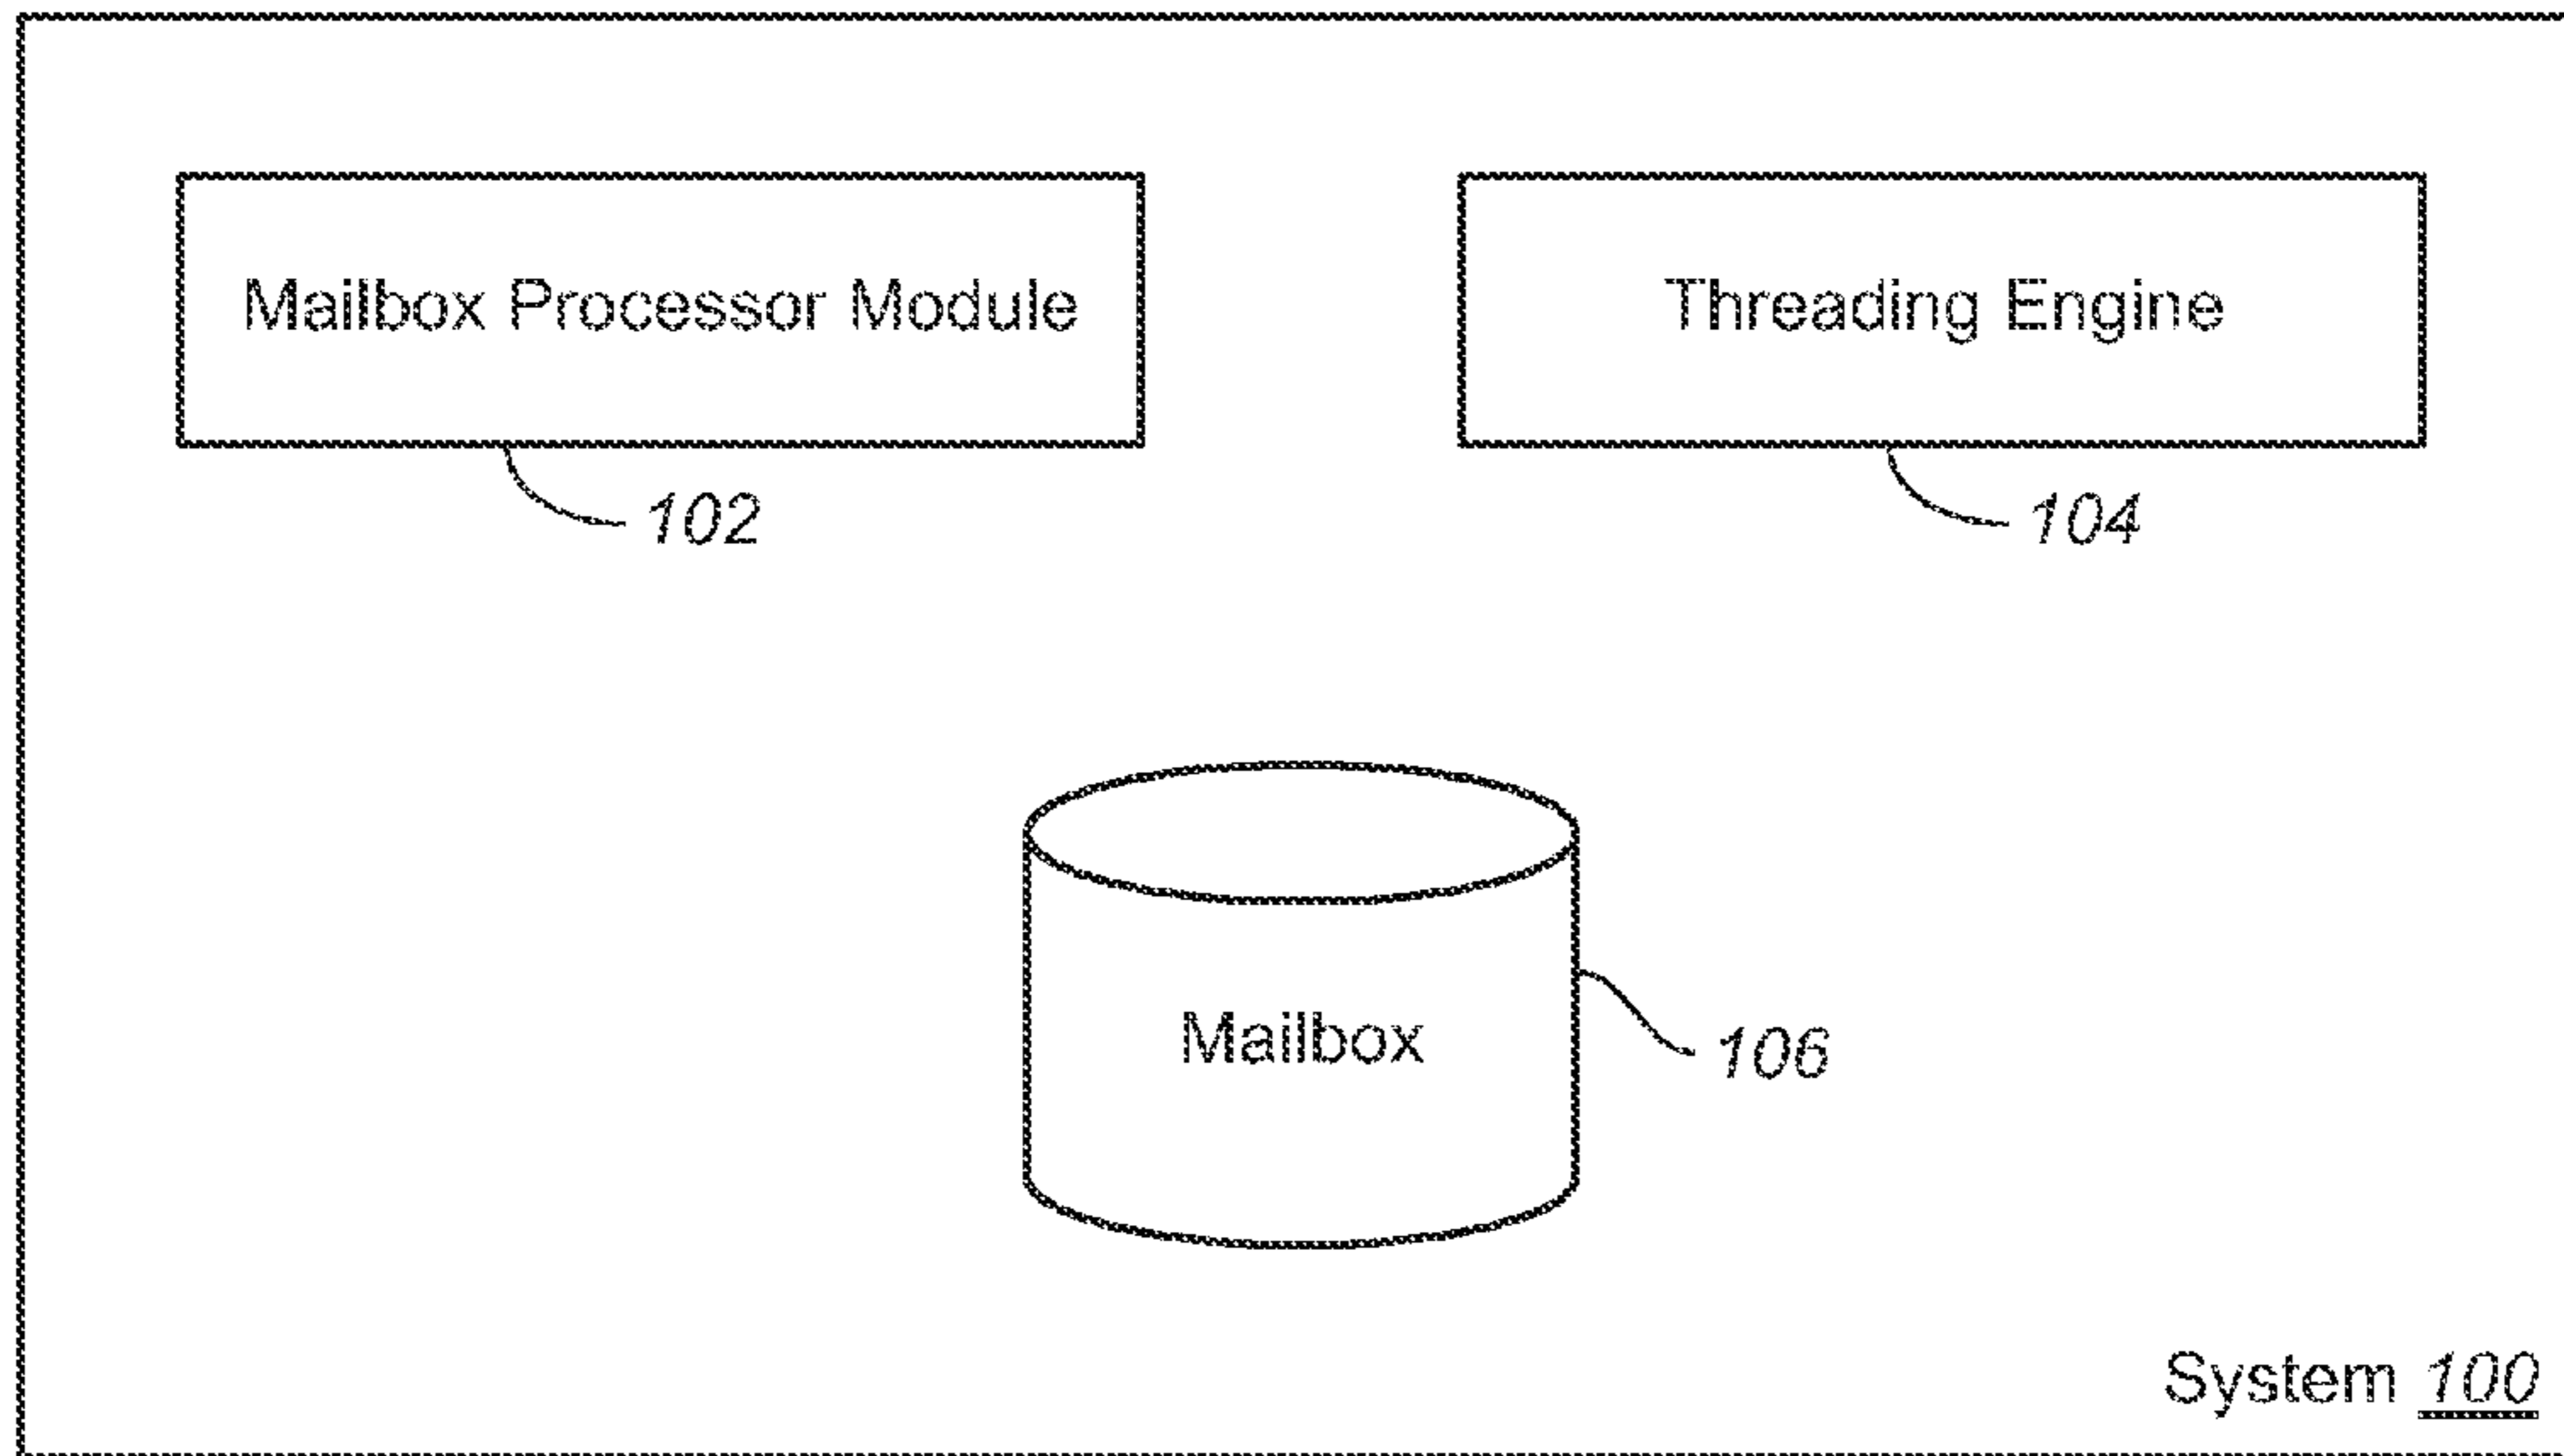 Mailbox Processor Module
Threading Engine
102
104
Mailbox
106
System 100